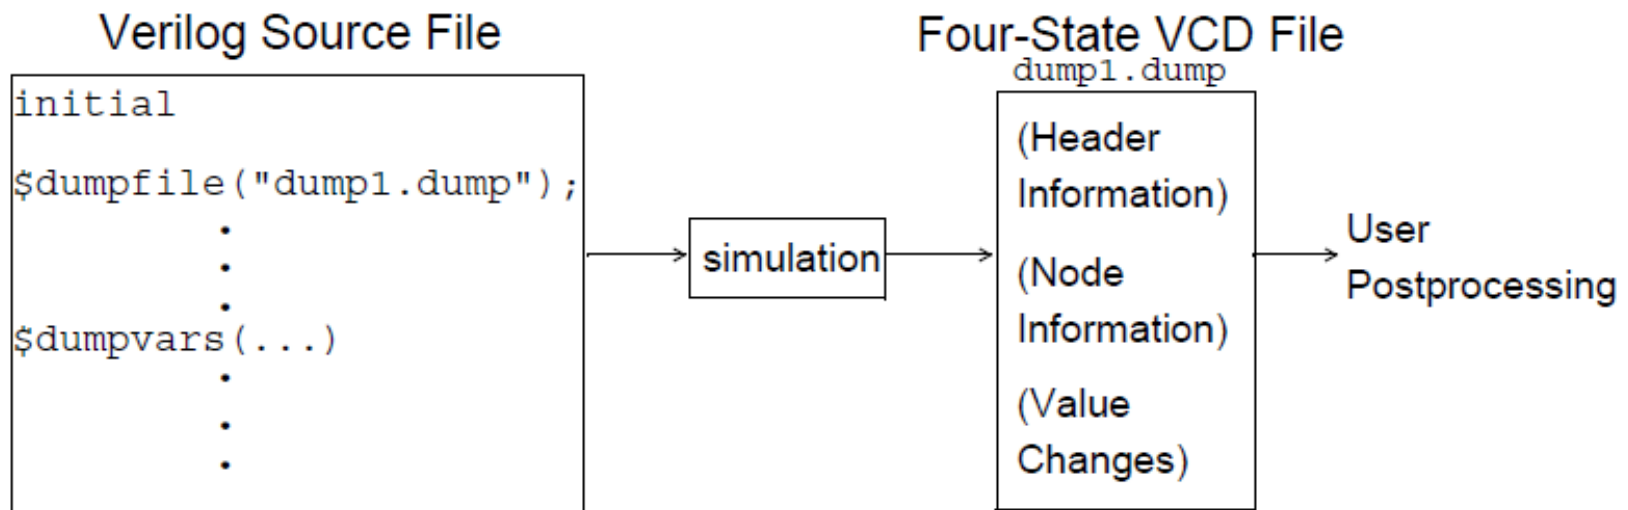 Verilog Source File
initial
$dumpfile("dump1.dump");
.
.
.
$dumpvars(...)
.
.
.
simulation
Four-State VCD File
dump1.dump
(Header
Information)
(Node
Information)
(Value
Changes)
User
Postprocessing